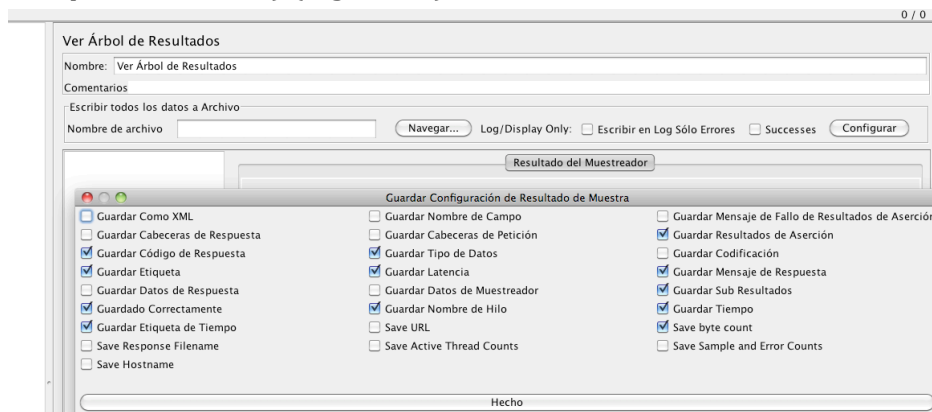 0 / 0
Ver Árbol de Resultados
Nombre: Ver Árbol de Resultados
Comentarios
Escribir todos los datos a Archivo
Nombre de archivo Navegar... Log/Display Only: Escribir en Log Sólo Errores Successes Configurar
Resultado del Muestreador
Guardar Configuración de Resultado de Muestra
Guardar Como XML Guardar Nombre de Campo Guardar Mensaje de Fallo de Resultados de Aserción
Guardar Cabeceras de Respuesta Guardar Cabeceras de Petición Guardar Resultados de Aserción
Guardar Código de Respuesta Guardar Tipo de Datos Guardar Codificación
Guardar Etiqueta Guardar Latencia Guardar Mensaje de Respuesta
Guardar Datos de Respuesta Guardar Datos de Muestreador Guardar Sub Resultados
Guardado Correctamente Guardar Nombre de Hilo Guardar Tiempo
Guardar Etiqueta de Tiempo Save URL Save byte count
Save Response Filename Save Active Thread Counts Save Sample and Error Counts
Save Hostname
Hecho